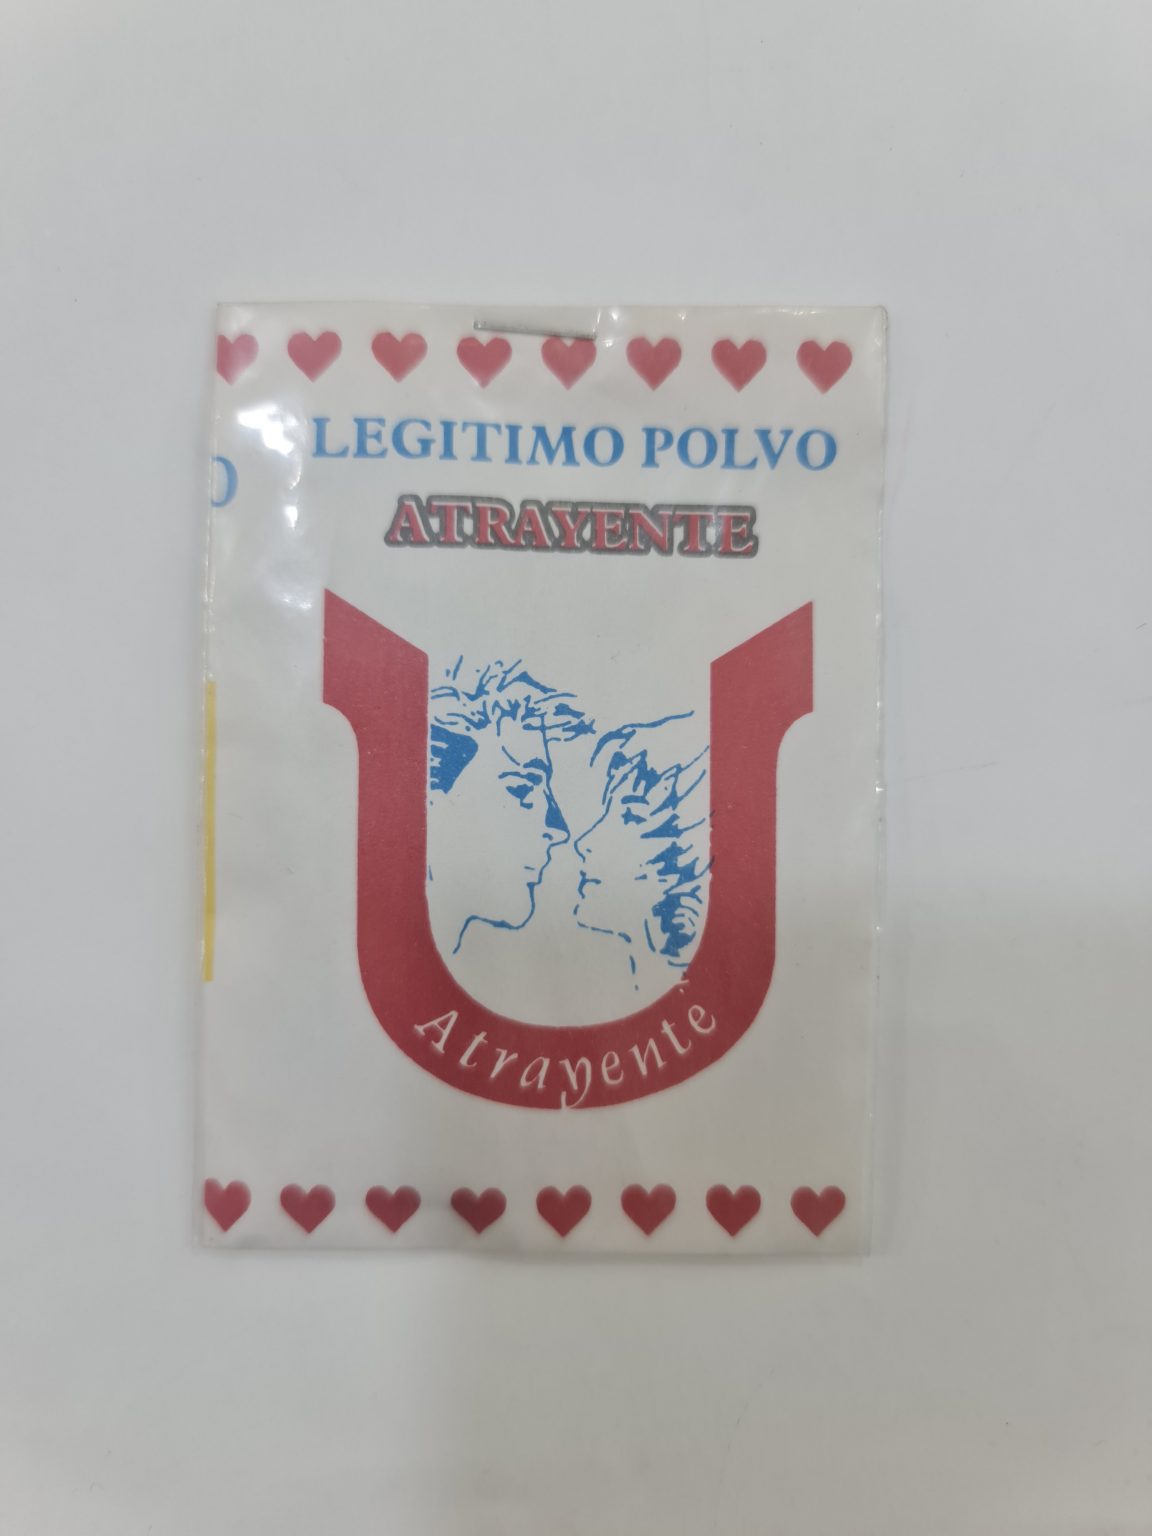 LEGITIMO POLVO
O
ATRAYENTE
Atrayente